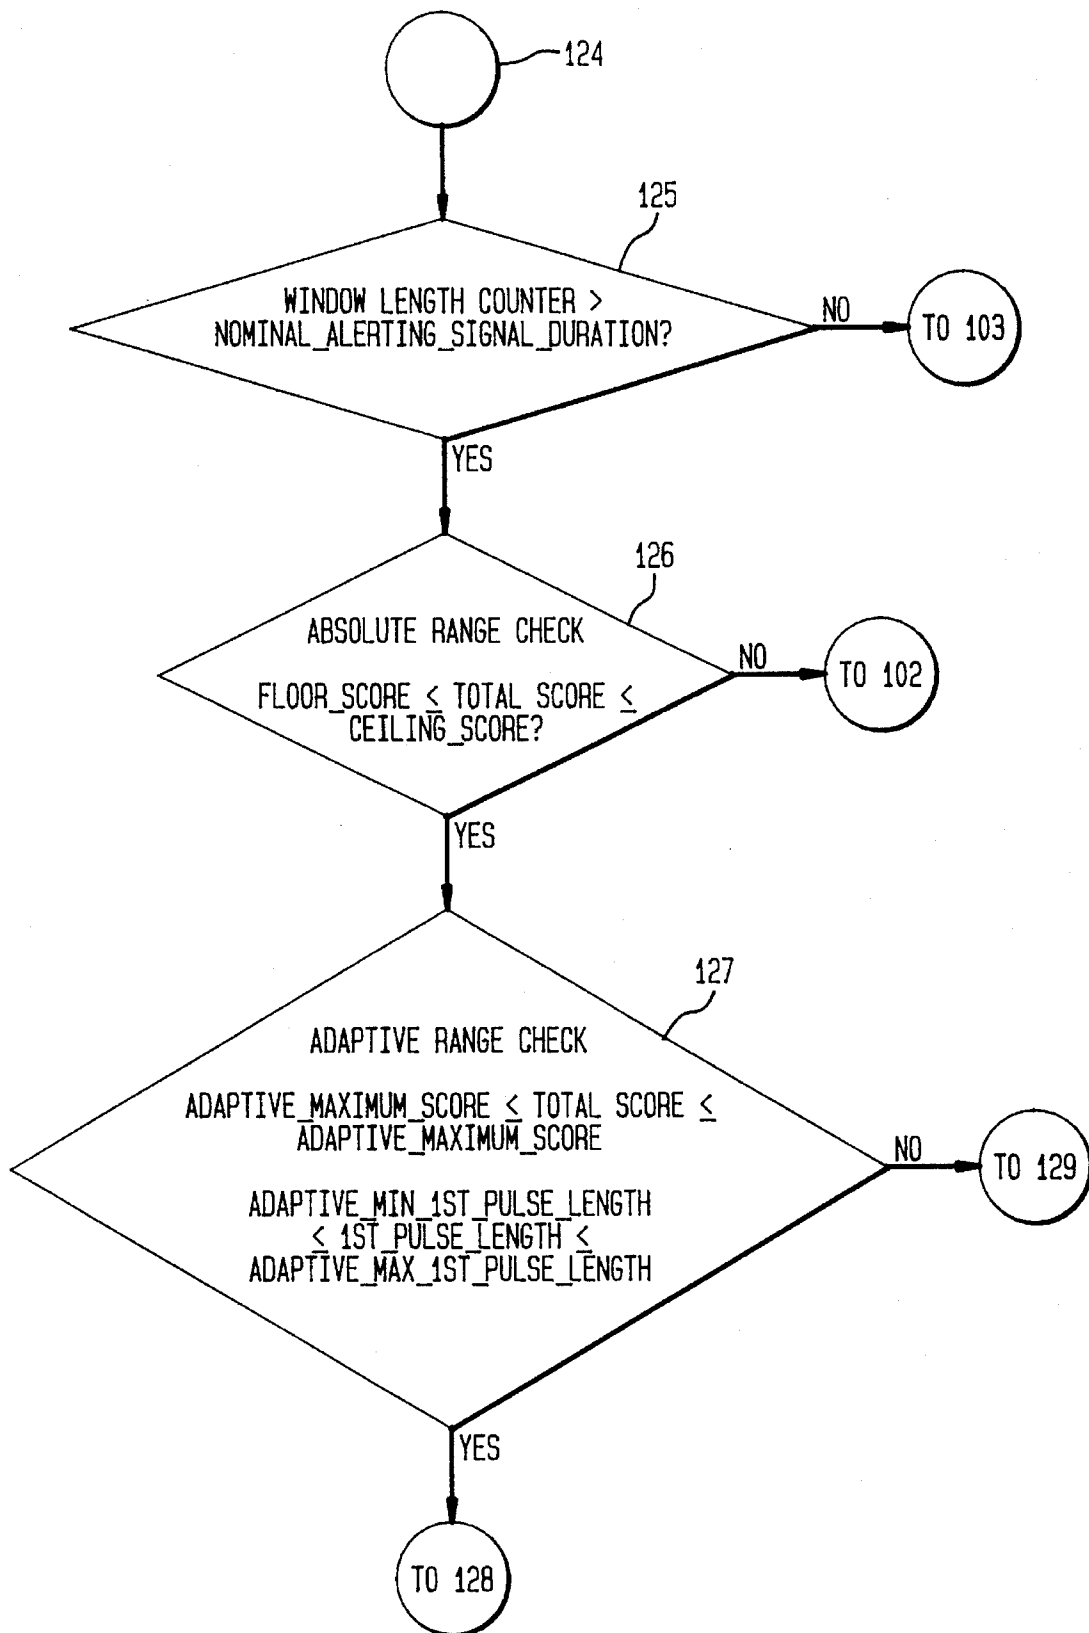 124
125
WINDOW LENGTH COUNTER >
NOMINAL_ALERTING_SIGNAL_DURATION?
NO
TO 103
YES
126
ABSOLUTE RANGE CHECK
FLOOR_SCORE ≤ TOTAL SCORE ≤
CEILING_SCORE?
NO
TO 102
YES
127
ADAPTIVE RANGE CHECK
ADAPTIVE_MAXIMUM_SCORE ≤ TOTAL SCORE ≤
ADAPTIVE_MAXIMUM_SCORE
ADAPTIVE_MIN_1ST_PULSE_LENGTH
≤ 1ST_PULSE_LENGTH ≤
ADAPTIVE_MAX_1ST_PULSE_LENGTH
NO
TO 129
YES
TO 128